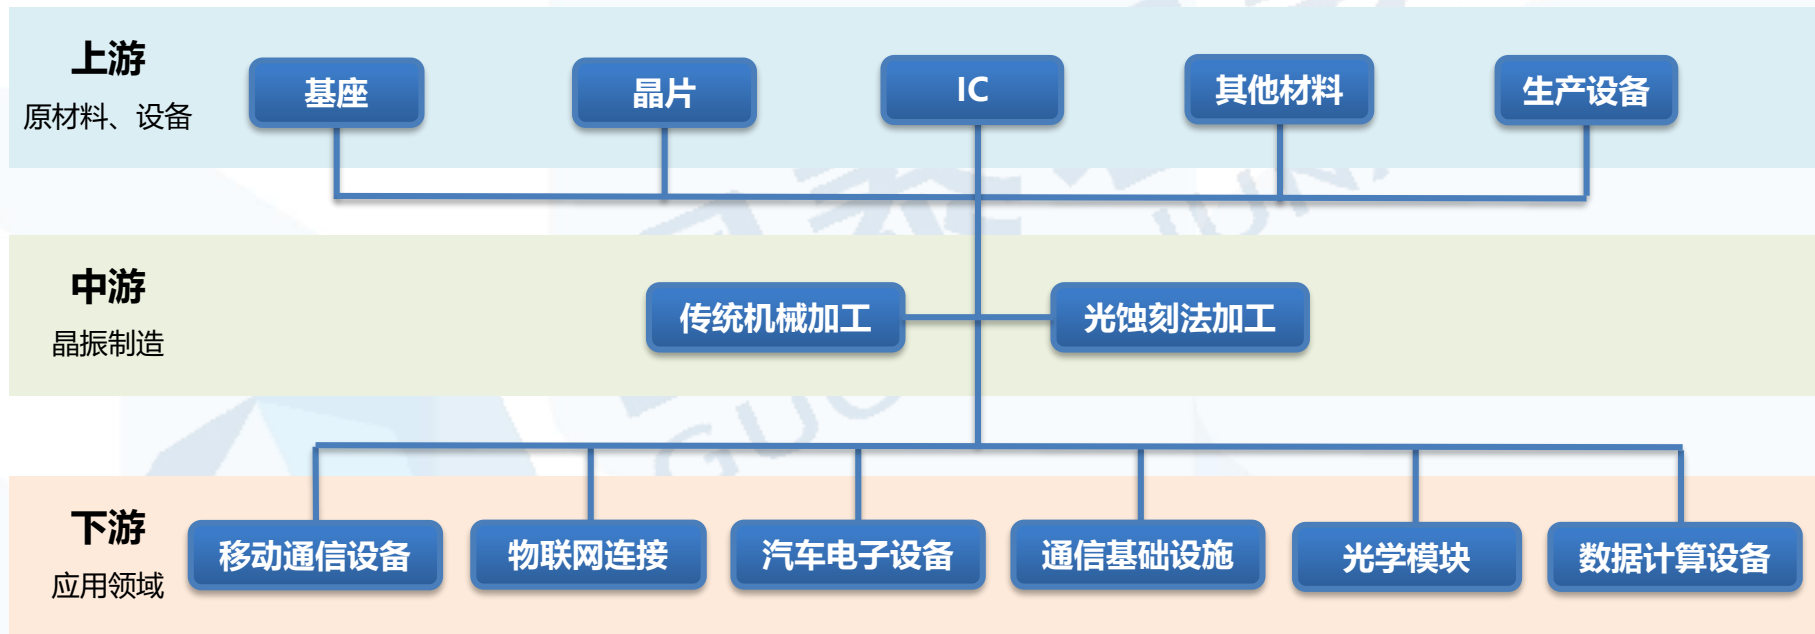 上游
原材料、设备
基座
晶片
IC
其他材料
生产设备
中游
晶振制造
传统机械加工
光蚀刻法加工
下游
应用领域
移动通信设备
物联网连接
汽车电子设备
通信基础设施
光学模块
数据计算设备